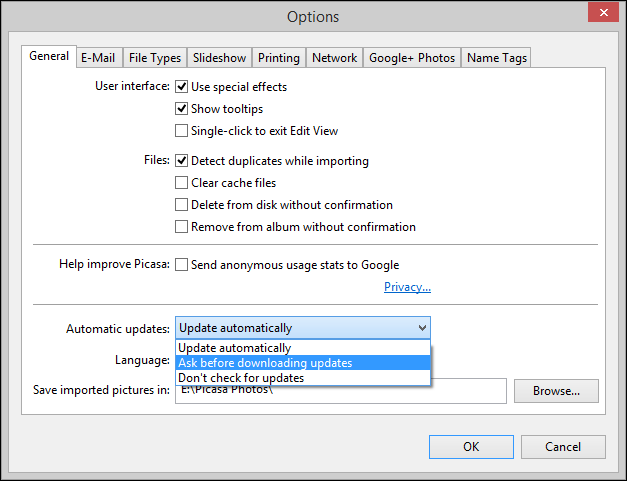 Options
General E-Mail File Types Slideshow Printing Network Google+ Photos Name Tags
User interface: Use special effects
Show tooltips
Single-click to exit Edit View
Files: Detect duplicates while importing
Clear cache files
Delete from disk without confirmation
Remove from album without confirmation
Help improve Picasa: Send anonymous usage stats to Google
Privacy...
Automatic updates: Update automatically
Update automatically
Language: Ask before downloading updates
Don't check for updates
Save imported pictures in: E:\Picasa Photos\ Browse...
OK Cancel